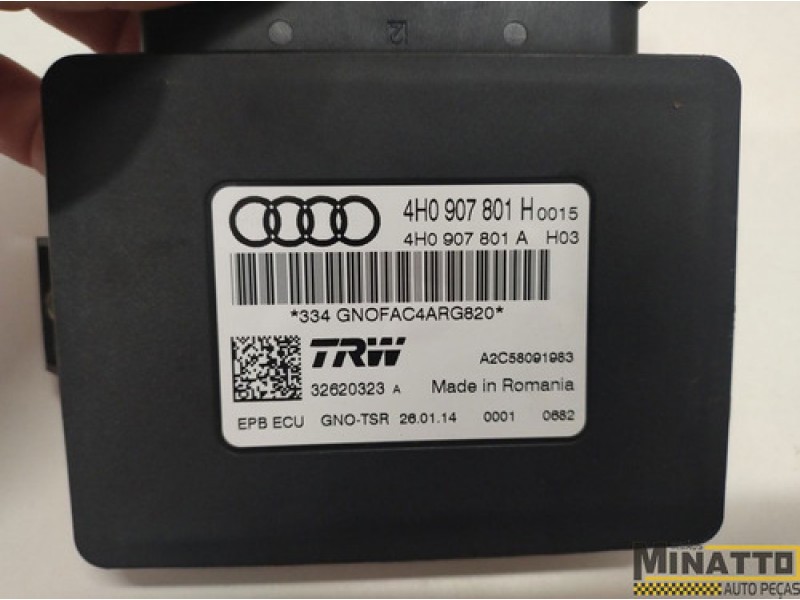 4H0 907 801 H 0015
4H0 907 801 A H03
*334 GNOFAC4ARG820*
TRW
A2C58091983
32620323 A Made in Romania
EPB ECU GNO-TSR 26.01.14 0001 0682
MINATTO
AUTO PEÇAS